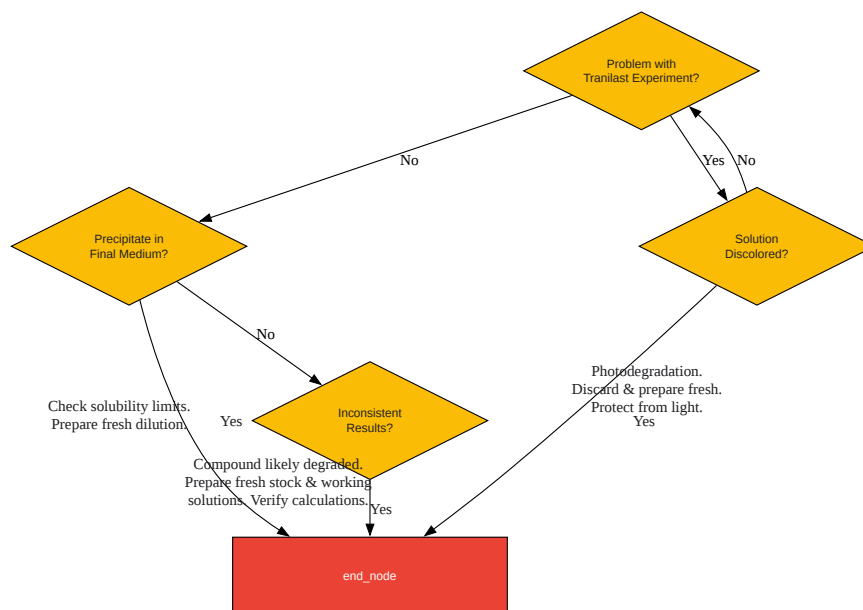 Problem with
Tranilast Experiment?
No
Yes
No
Precipitate in
Final Medium?
Solution
Discolored?
No
Photodegradation.
Discard & prepare fresh.
Protect from light.
Yes
Check solubility limits.
Prepare fresh dilution.
Yes
Inconsistent
Results?
Compound likely degraded.
Prepare fresh stock & working
solutions. Verify calculations.
Yes
end_node